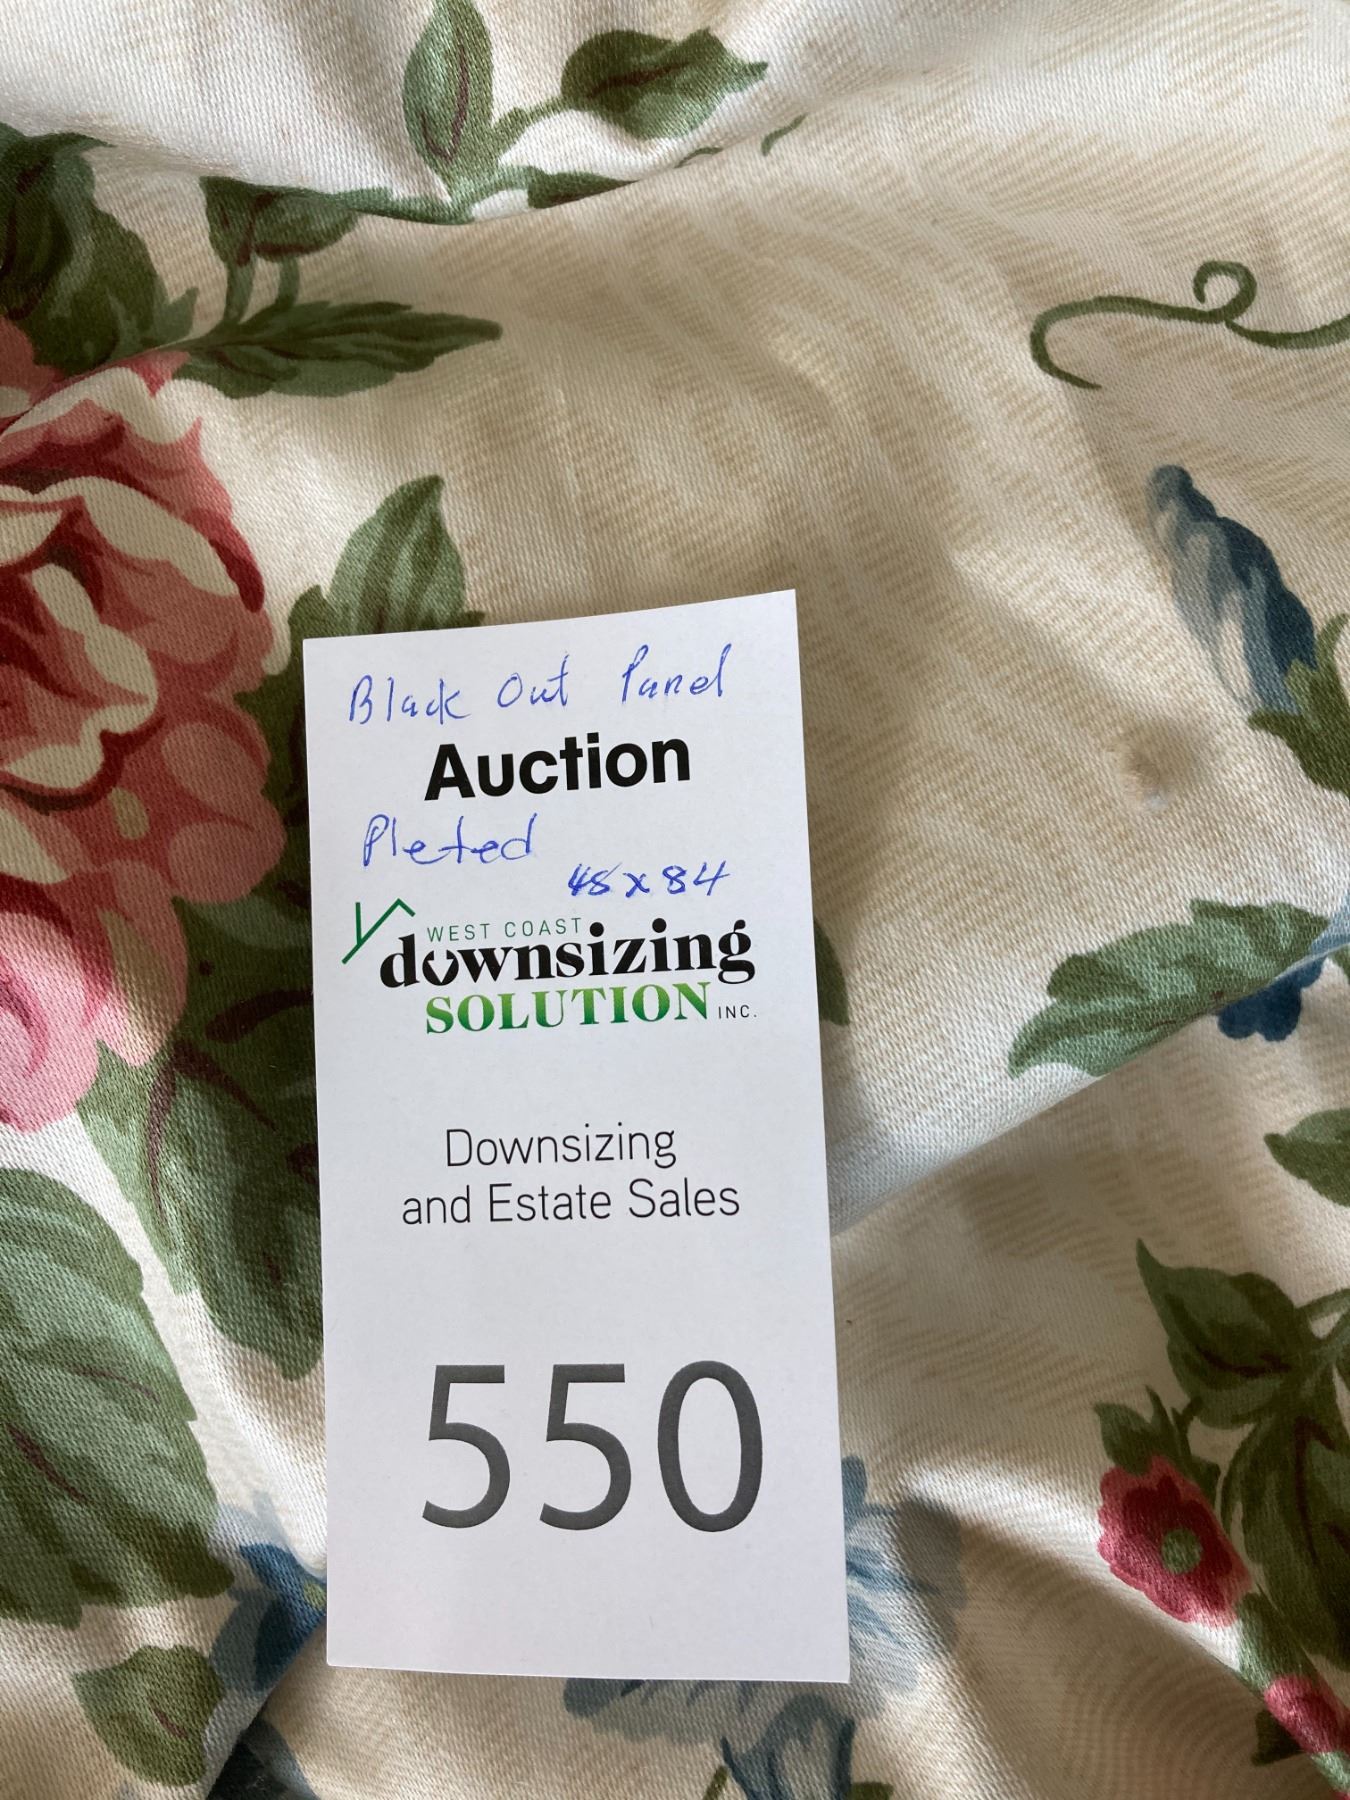 Black Out Panel
Auction
Pleted
48 x 84
WEST COAST
downsizing
SOLUTION INC.
Downsizing
and Estate Sales
550